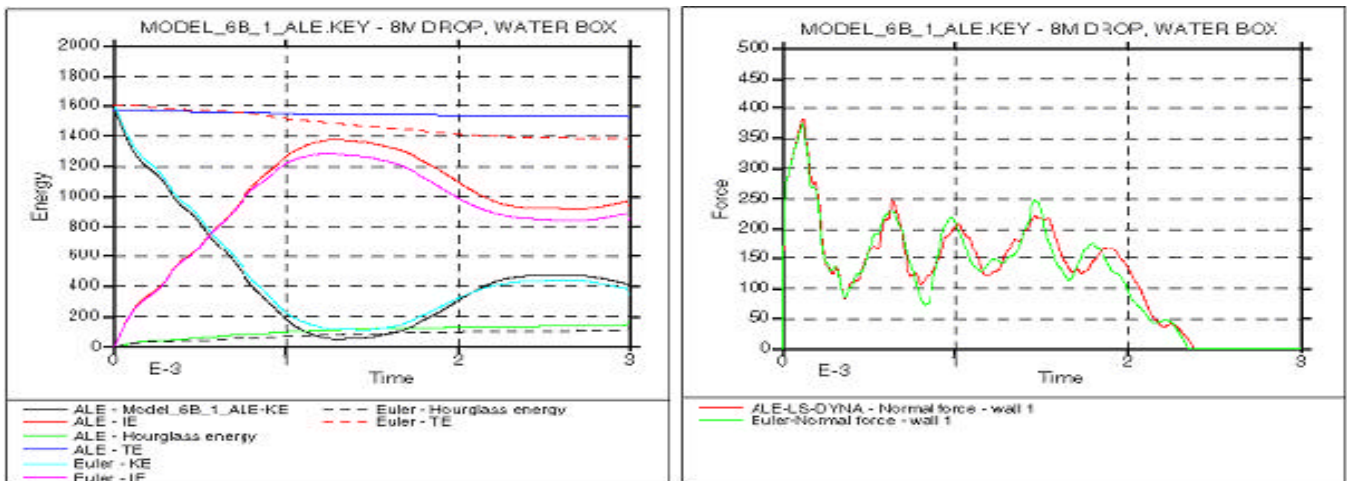 MODEL_6B_1_ALE.KEY - 8M DROP, WATER BOX
2000
1800
1600
1400
1200
1000
800
600
400
200
0
Energy
0 1 2 3
E-3
Time
ALE - Model_6B_1_ALE-KE
ALE - IE
ALE - Hourglass energy
ALE - TE
Euler - KE
Euler - IE
Euler - Hourglass energy
Euler - TE
MODEL_6B_1_ALE.KEY - 8M DROP, WATER BOX
500
450
400
350
300
250
200
150
100
50
0
Force
0 1 2 3
E-3
Time
ALE-LS-DYNA - Normal force - wall 1
Euler-Normal force - wall 1